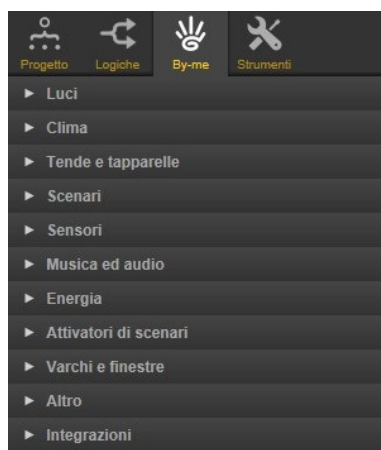 Progetto Logiche By-me Strumenti
Luci
Clima
Tende e tapparelle
Scenari
Sensori
Musica ed audio
Energia
Attivatori di scenari
Varchi e finestre
Altro
Integrazioni